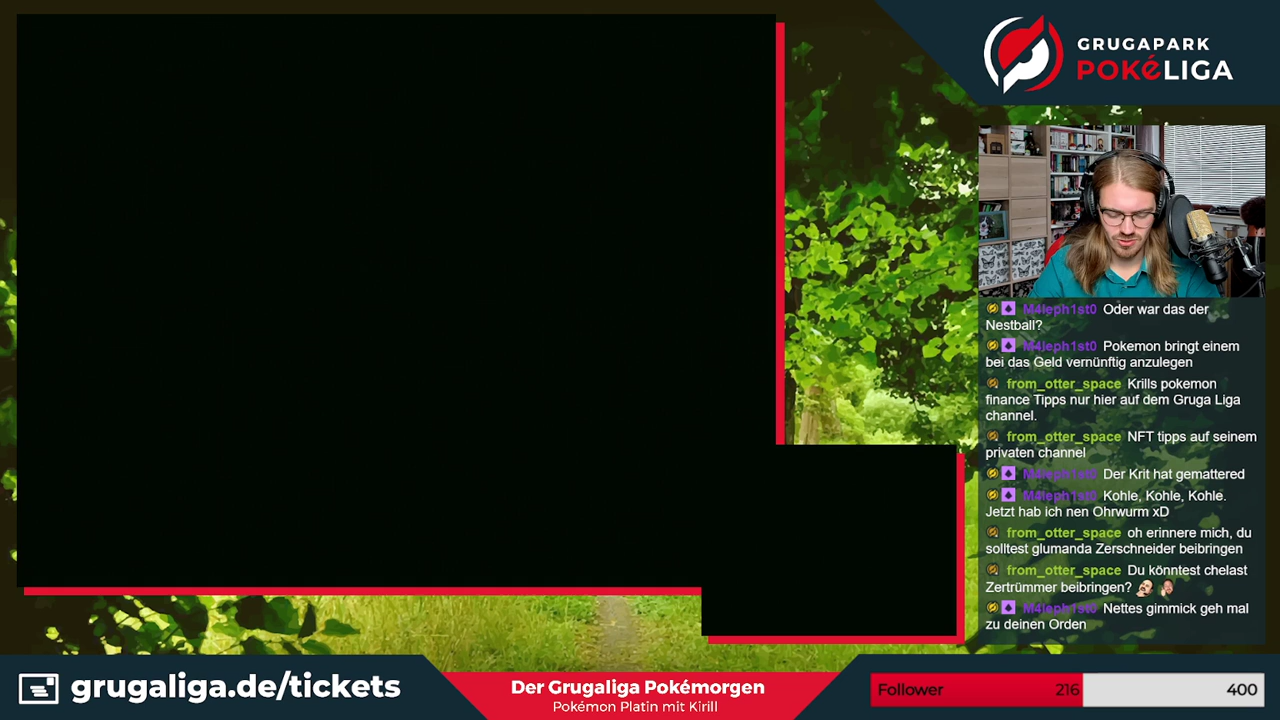 GRUGAPARK
POKéLIGA
M4leph1st0 Oder war das der
Nestball?
M4leph1st0 Pokemon bringt einem
bei das Geld vernünftig anzulegen
from_otter_space Krills pokemon
finance Tipps nur hier auf dem Gruga Liga
channel.
from_otter_space NFT tipps auf seinem
privaten channel
M4leph1st0 Der Krit hat gemattered
M4leph1st0 Kohle, Kohle, Kohle.
Jetzt hab ich nen Ohrwurm xD
from_otter_space oh erinnere mich, du
solltest glumanda Zerschneider beibringen
from_otter_space Du könntest chelast
Zertrümmer beibringen?
M4leph1st0 Nettes gimmick geh mal
zu deinen Orden
grugaliga.de/tickets
Der Grugaliga Pokémorgen
Pokémon Platin mit Kirill
Follower 216 400